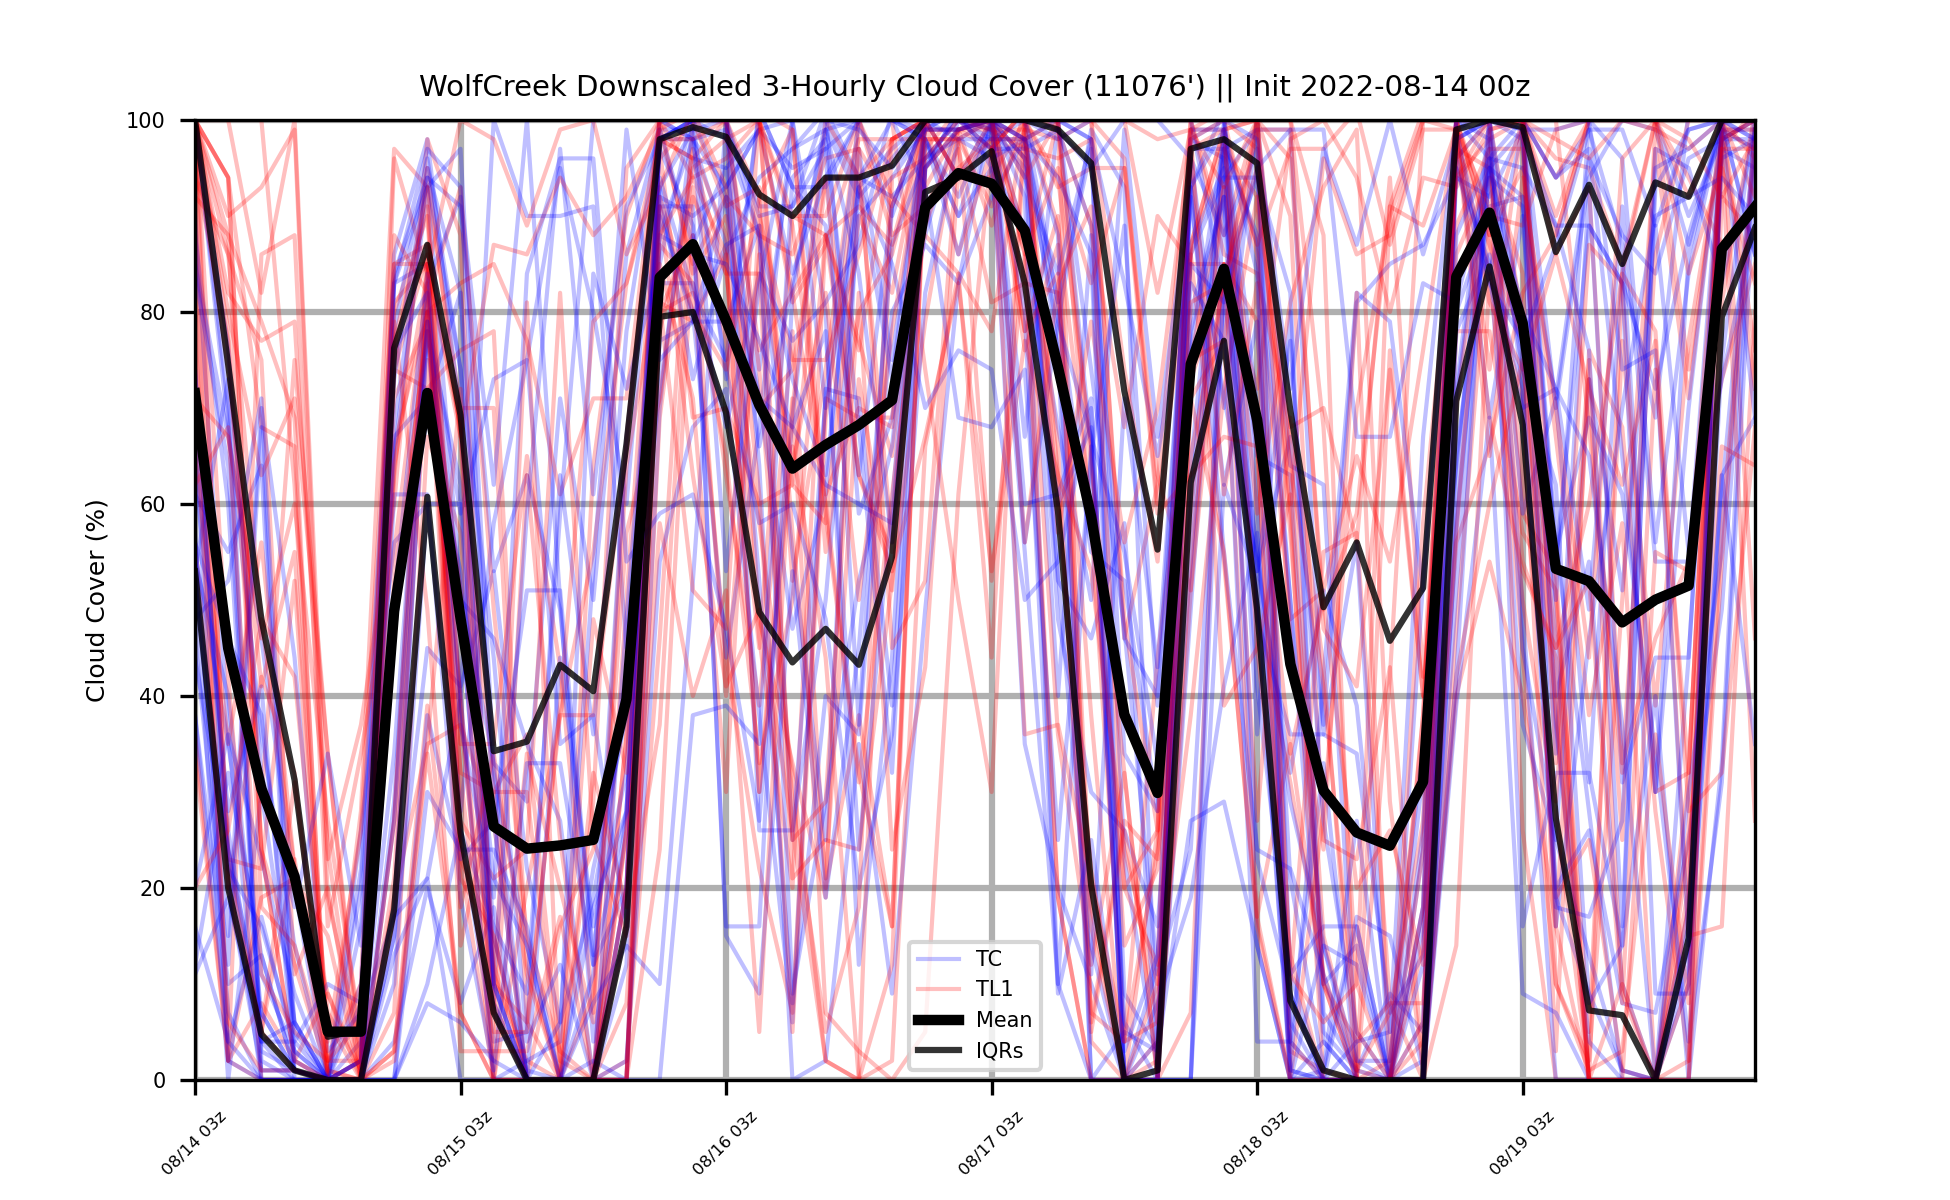 WolfCreek Downscaled 3-Hourly Cloud Cover (11076') || Init 2022-08-14 00z
100
80
60
40
20
0
Cloud Cover (%)
TC
TL1
Mean
IQRs
08/14 03z
08/15 03z
08/16 03z
08/17 03z
08/18 03z
08/19 03z